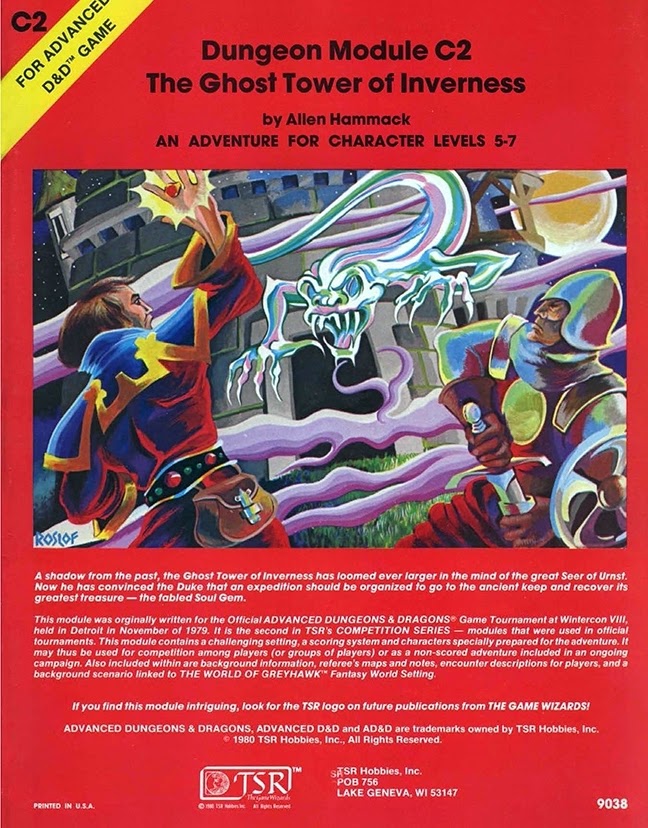 C2
FOR ADVANCED
D&D™ GAME
Dungeon Module C2
The Ghost Tower of Inverness
by Allen Hammack
AN ADVENTURE FOR CHARACTER LEVELS 5-7
ROSLOF
A shadow from the past, the Ghost Tower of Inverness has loomed ever larger in the mind of the great Seer of Urnst.
Now he has convinced the Duke that an expedition should be organized to go to the ancient keep and recover its
greatest treasure — the fabled Soul Gem.
This module was orginally written for the Official ADVANCED DUNGEONS & DRAGONS® Game Tournament at Wintercon VIII,
held in Detroit in November of 1979. It is the second in TSR's COMPETITION SERIES — modules that were used in official
tournaments. This module contains a challenging setting, a scoring system and characters specially prepared for the adventure. It
may thus be used for competition among players (or groups of players) or as a non-scored adventure included in an ongoing
campaign. Also included within are background information, referee's maps and notes, encounter descriptions for players, and a
background scenario linked to THE WORLD OF GREYHAWK™ Fantasy World Setting.
If you find this module intriguing, look for the TSR logo on future publications from THE GAME WIZARDS!
ADVANCED DUNGEONS & DRAGONS, ADVANCED D&D and AD&D are trademarks owned by TSR Hobbies, Inc.
© 1980 TSR Hobbies, Inc., All Rights Reserved.
TSR™
The Game Wizards
© 1980 TSR Hobbies Inc. All Rights Reserved.
TSR Hobbies, Inc.
POB 756
LAKE GENEVA, WI 53147
PRINTED IN U.S.A.
9038